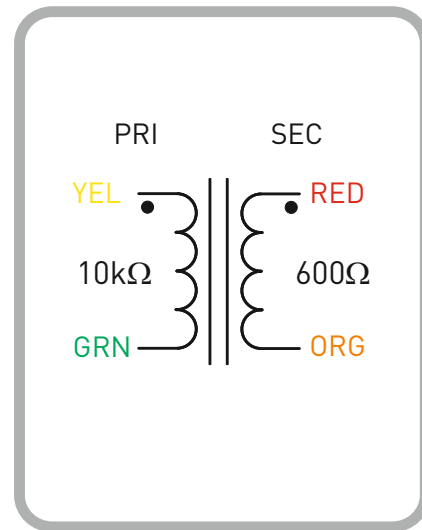 PRI SEC
YEL RED
10kΩ 600Ω
GRN ORG